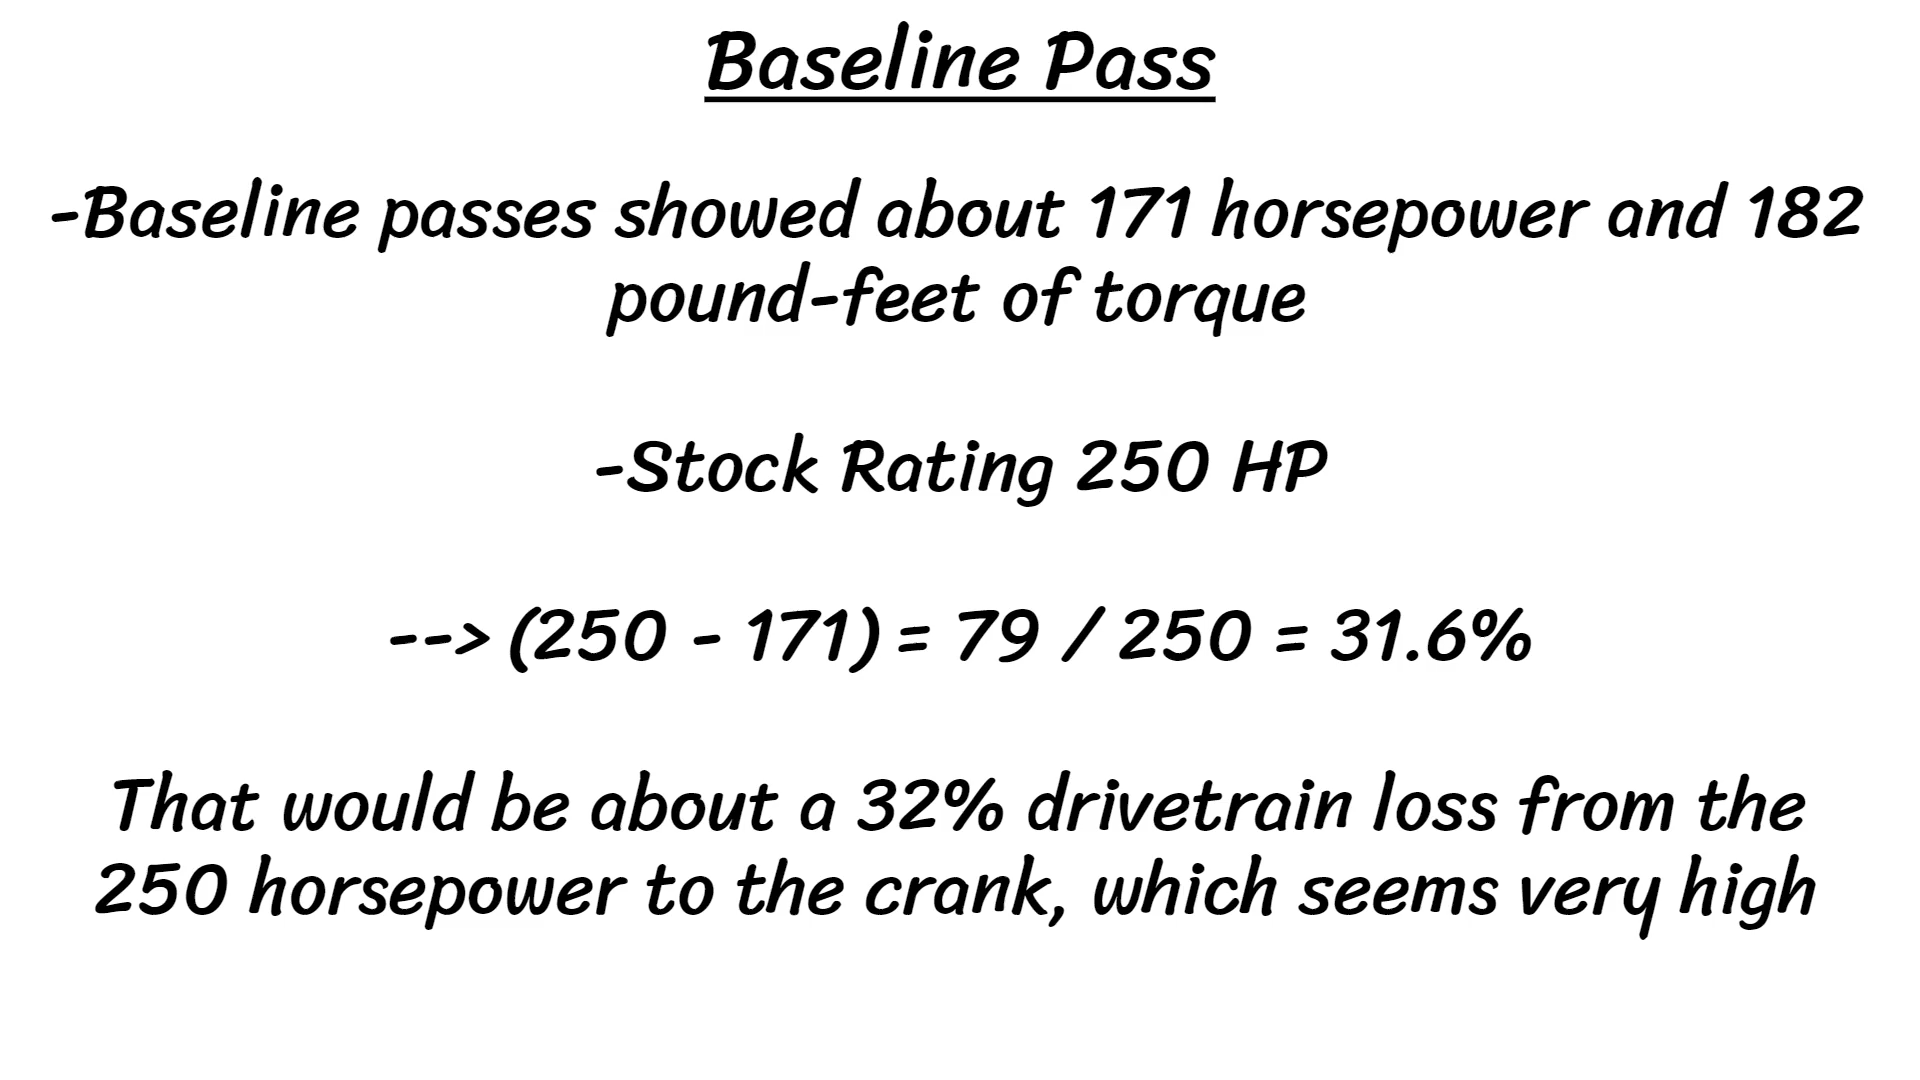 Baseline Pass
-Baseline passes showed about 171 horsepower and 182
pound-feet of torque
-Stock Rating 250 HP
--> (250 - 171) = 79 / 250 = 31.6%
That would be about a 32% drivetrain loss from the
250 horsepower to the crank, which seems very high